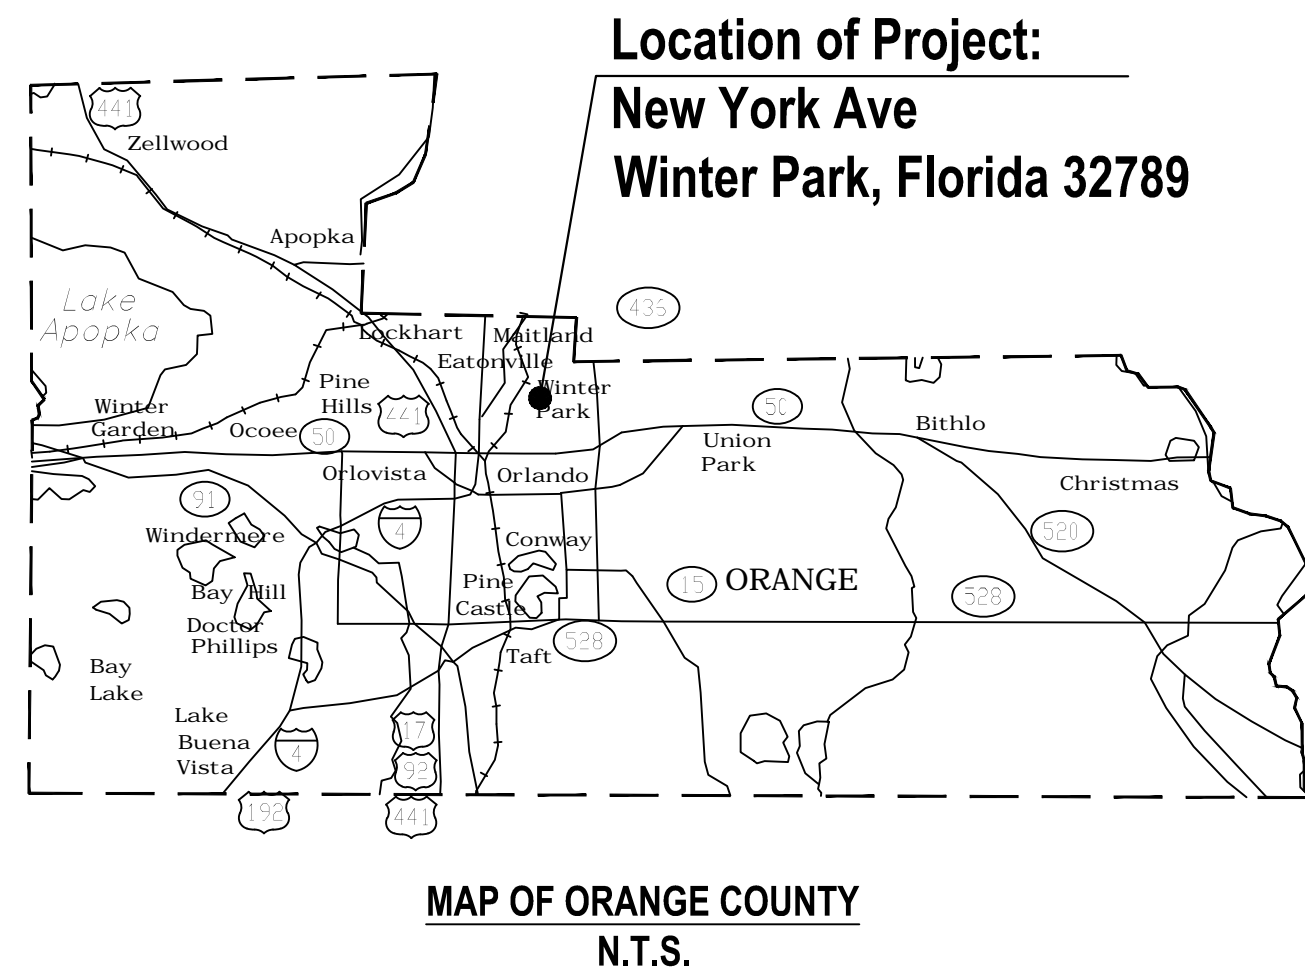 Location of Project:
New York Ave
Winter Park, Florida 32789
441
Zellwood
Apopka
Lake
Apopka
436
Lockhart
Maitland
Eatonville
Pine
Hills
441
Winter
Park
Winter
Garden
Ocoee
50
50
Union
Park
Bithlo
Orlovista
Orlando
Christmas
91
4
520
Windermere
Conway
Bay Hill
Pine
Castle
15
ORANGE
528
Doctor
Phillips
528
Taft
Bay
Lake
Lake
Buena
Vista
4
17
92
192
441
MAP OF ORANGE COUNTY
N.T.S.